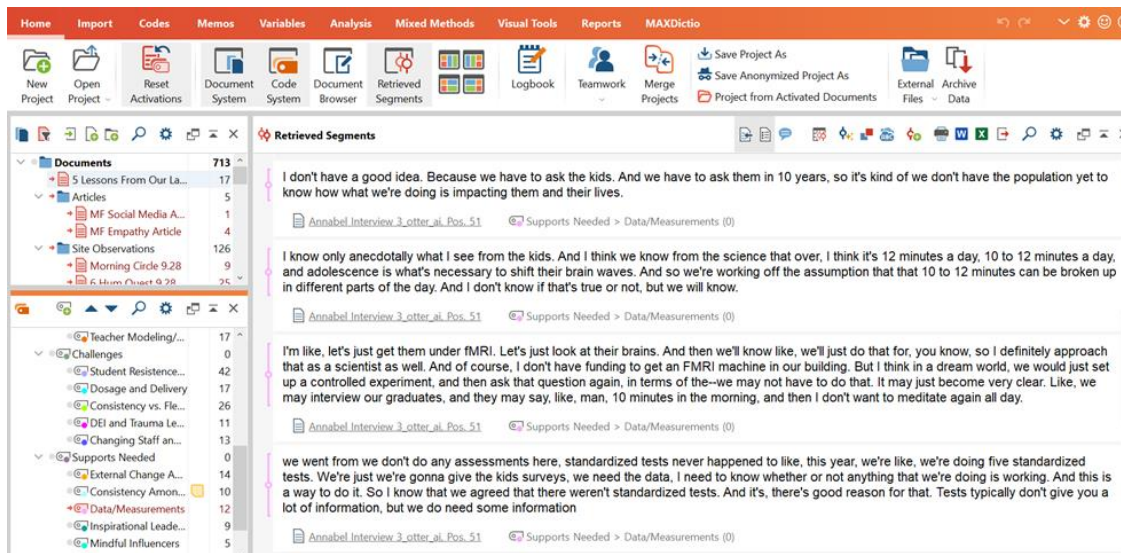 Home Import Codes Memos Variables Analysis Mixed Methods Visual Tools Reports MAXDictio
New Project
Open Project
Reset Activations
Document System
Code System
Document Browser
Retrieved Segments
Logbook
Teamwork
Merge Projects
Save Project As
Save Anonymized Project As
Project from Activated Documents
External Files
Archive Data
Documents 713
5 Lessons From Our La... 17
Articles 5
MF Social Media A... 1
MF Empathy Article 4
Site Observations 126
Morning Circle 9.28 9
6 Hum Quest 9.28 25
Teacher Modeling/... 17
Challenges 0
Student Resistence... 42
Dosage and Delivery 17
Consistency vs. Fle... 26
DEI and Trauma Le... 11
Changing Staff an... 13
Supports Needed 0
External Change A... 14
Consistency Amon... 10
Data/Measurements 12
Inspirational Leade... 9
Mindful Influencers 5
Retrieved Segments
I don't have a good idea. Because we have to ask the kids. And we have to ask them in 10 years, so it's kind of we don't have the population yet to
know how what we're doing is impacting them and their lives.
Annabel Interview 3_otter_ai, Pos. 51 Supports Needed > Data/Measurements (0)
I know only anecdotally what I see from the kids. And I think we know from the science that over, I think it's 12 minutes a day, 10 to 12 minutes a day,
and adolescence is what's necessary to shift their brain waves. And so we're working off the assumption that that 10 to 12 minutes can be broken up
in different parts of the day. And I don't know if that's true or not, but we will know.
Annabel Interview 3_otter_ai, Pos. 51 Supports Needed > Data/Measurements (0)
I'm like, let's just get them under fMRI. Let's just look at their brains. And then we'll know like, we'll just do that for, you know, so I definitely approach
that as a scientist as well. And of course, I don't have funding to get an FMRI machine in our building. But I think in a dream world, we would just set
up a controlled experiment, and then ask that question again, in terms of the--we may not have to do that. It may just become very clear. Like, we
may interview our graduates, and they may say, like, man, 10 minutes in the morning, and then I don't want to meditate again all day.
Annabel Interview 3_otter_ai, Pos. 51 Supports Needed > Data/Measurements (0)
we went from we don't do any assessments here, standardized tests never happened to like, this year, we're like, we're doing five standardized
tests. We're just we're gonna give the kids surveys, we need the data, I need to know whether or not anything that we're doing is working. And this is
a way to do it. So I know that we agreed that there weren't standardized tests. And it's, there's good reason for that. Tests typically don't give you a
lot of information, but we do need some information
Annabel Interview 3_otter_ai, Pos. 51 Supports Needed > Data/Measurements (0)